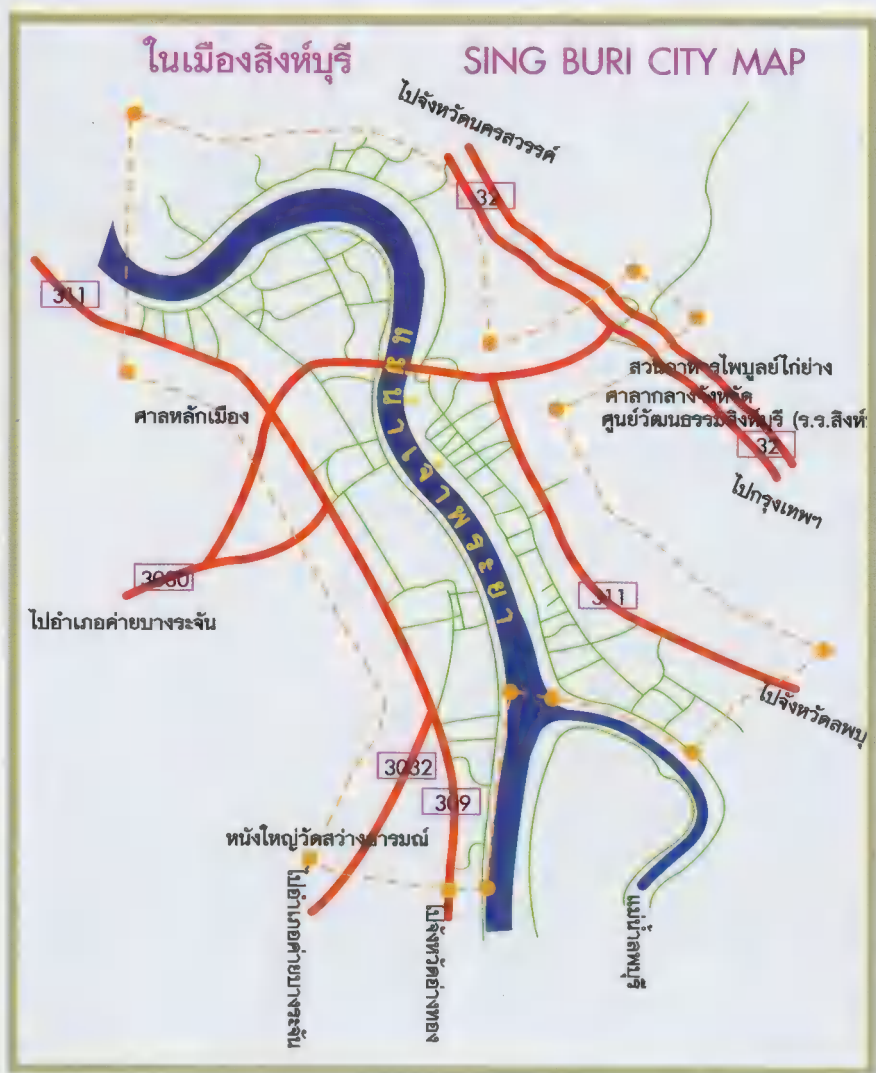 ในเมืองสิงห์บุรี
SING BURI CITY MAP
ไปจังหวัดนครสวรรค์
32
311
สวนอาหารไพบูลย์ไก่ย่าง
ศาลากลางจังหวัด
ศูนย์วัฒนธรรมสิงห์บุรี (ร.ร.สิงห์
ศาลหลักเมือง
32
ไปกรุงเทพฯ
แม่น้ำเจ้าพระยา
3030
311
ไปอำเภอค่ายบางระจัน
ไปจังหวัดลพบุ
3032
309
หนังใหญ่วัดสว่างอารมณ์
ไปอำเภอค่ายบางระจัน
ไปจังหวัดอ่างทอง
แม่น้ำลพบุรี